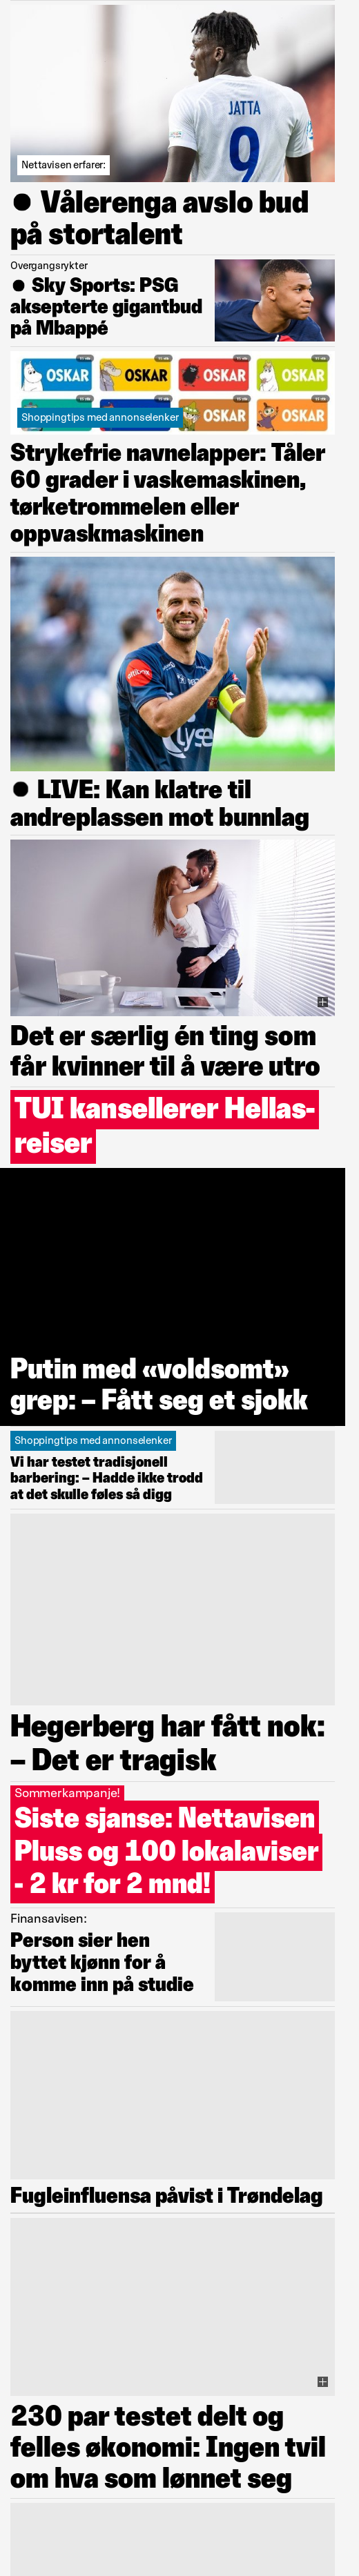 JATTA
9
Nettavisen erfarer:
● Vålerenga avslo bud
på stortalent
Overgangsrykter
● Sky Sports: PSG
aksepterte gigantbud
på Mbappé
OSKAR OSKAR OSKAR OSKAR
OSKAR OSKAR
Shoppingtips med annonselenker
Strykefrie navnelapper: Tåler
60 grader i vaskemaskinen,
tørketrommelen eller
oppvaskmaskinen
lyse
● LIVE: Kan klatre til
andreplassen mot bunnlag
Det er særlig én ting som
får kvinner til å være utro
TUI kansellerer Hellas-
reiser
Putin med «voldsomt»
grep: – Fått seg et sjokk
Shoppingtips med annonselenker
Vi har testet tradisjonell
barbering: – Hadde ikke trodd
at det skulle føles så digg
Hegerberg har fått nok:
– Det er tragisk
Sommerkampanje!
Siste sjanse: Nettavisen
Pluss og 100 lokalaviser
- 2 kr for 2 mnd!
Finansavisen:
Person sier hen
byttet kjønn for å
komme inn på studie
Fugleinfluensa påvist i Trøndelag
230 par testet delt og
felles økonomi: Ingen tvil
om hva som lønnet seg